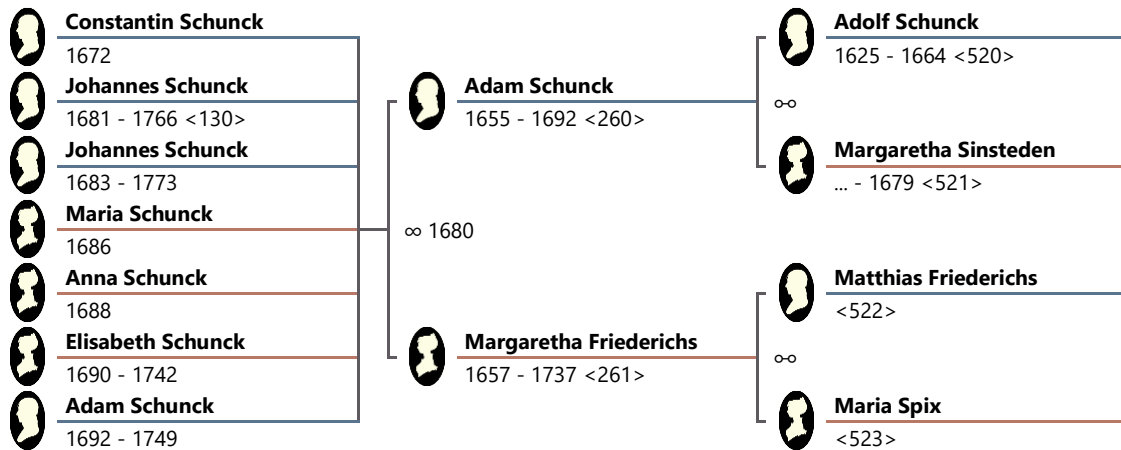 Constantin Schunck
1672
Johannes Schunck
1681 - 1766 <130>
Johannes Schunck
1683 - 1773
Maria Schunck
1686
Anna Schunck
1688
Elisabeth Schunck
1690 - 1742
Adam Schunck
1692 - 1749
Adam Schunck
1655 - 1692 <260>
∞ 1680
Margaretha Friederichs
1657 - 1737 <261>
Adolf Schunck
1625 - 1664 <520>
⚯
Margaretha Sinsteden
... - 1679 <521>
Matthias Friederichs
<522>
⚯
Maria Spix
<523>